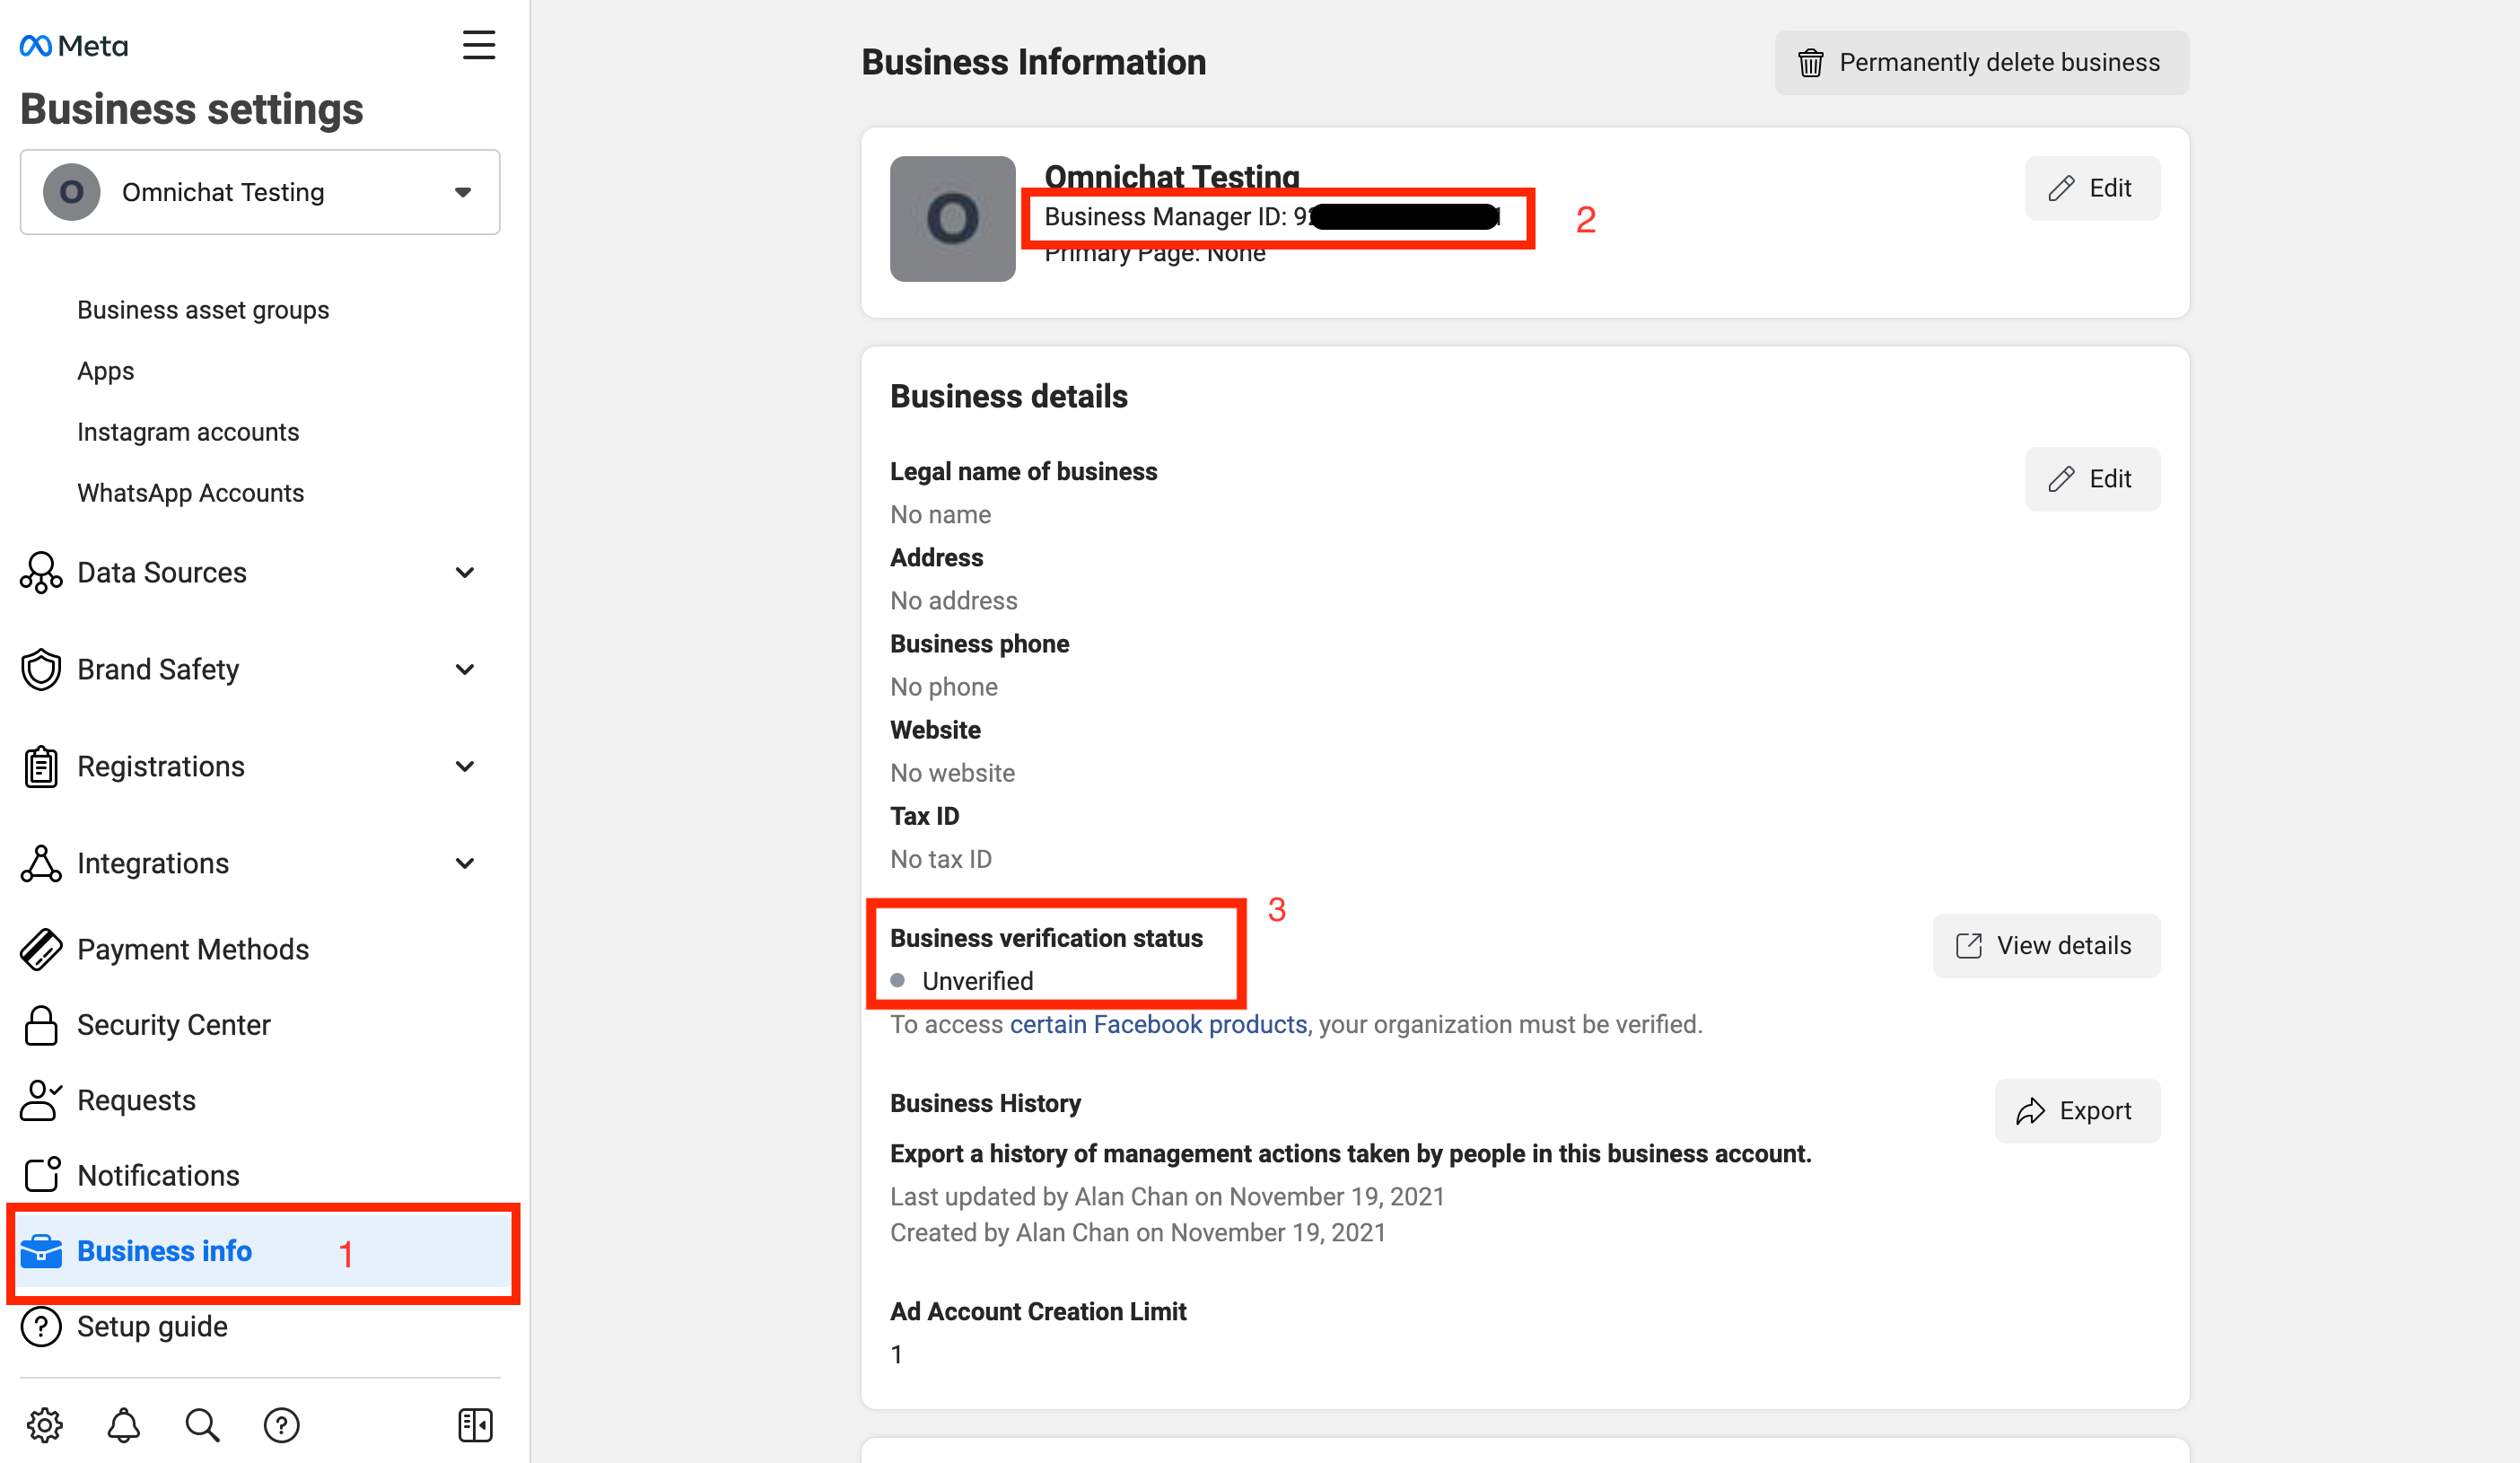 Meta
Business settings
O Omnichat Testing
Business asset groups
Apps
Instagram accounts
WhatsApp Accounts
Data Sources
Brand Safety
Registrations
Integrations
Payment Methods
Security Center
Requests
Notifications
Business info 1
Setup guide
Business Information
Permanently delete business
O
Omnichat Testing
Edit
Business Manager ID: 2
Primary Page: None
Business details
Legal name of business
Edit
No name
Address
No address
Business phone
No phone
Website
No website
Tax ID
No tax ID
3
Business verification status
View details
Unverified
To access certain Facebook products, your organization must be verified.
Business History
Export
Export a history of management actions taken by people in this business account.
Last updated by Alan Chan on November 19, 2021
Created by Alan Chan on November 19, 2021
Ad Account Creation Limit
1